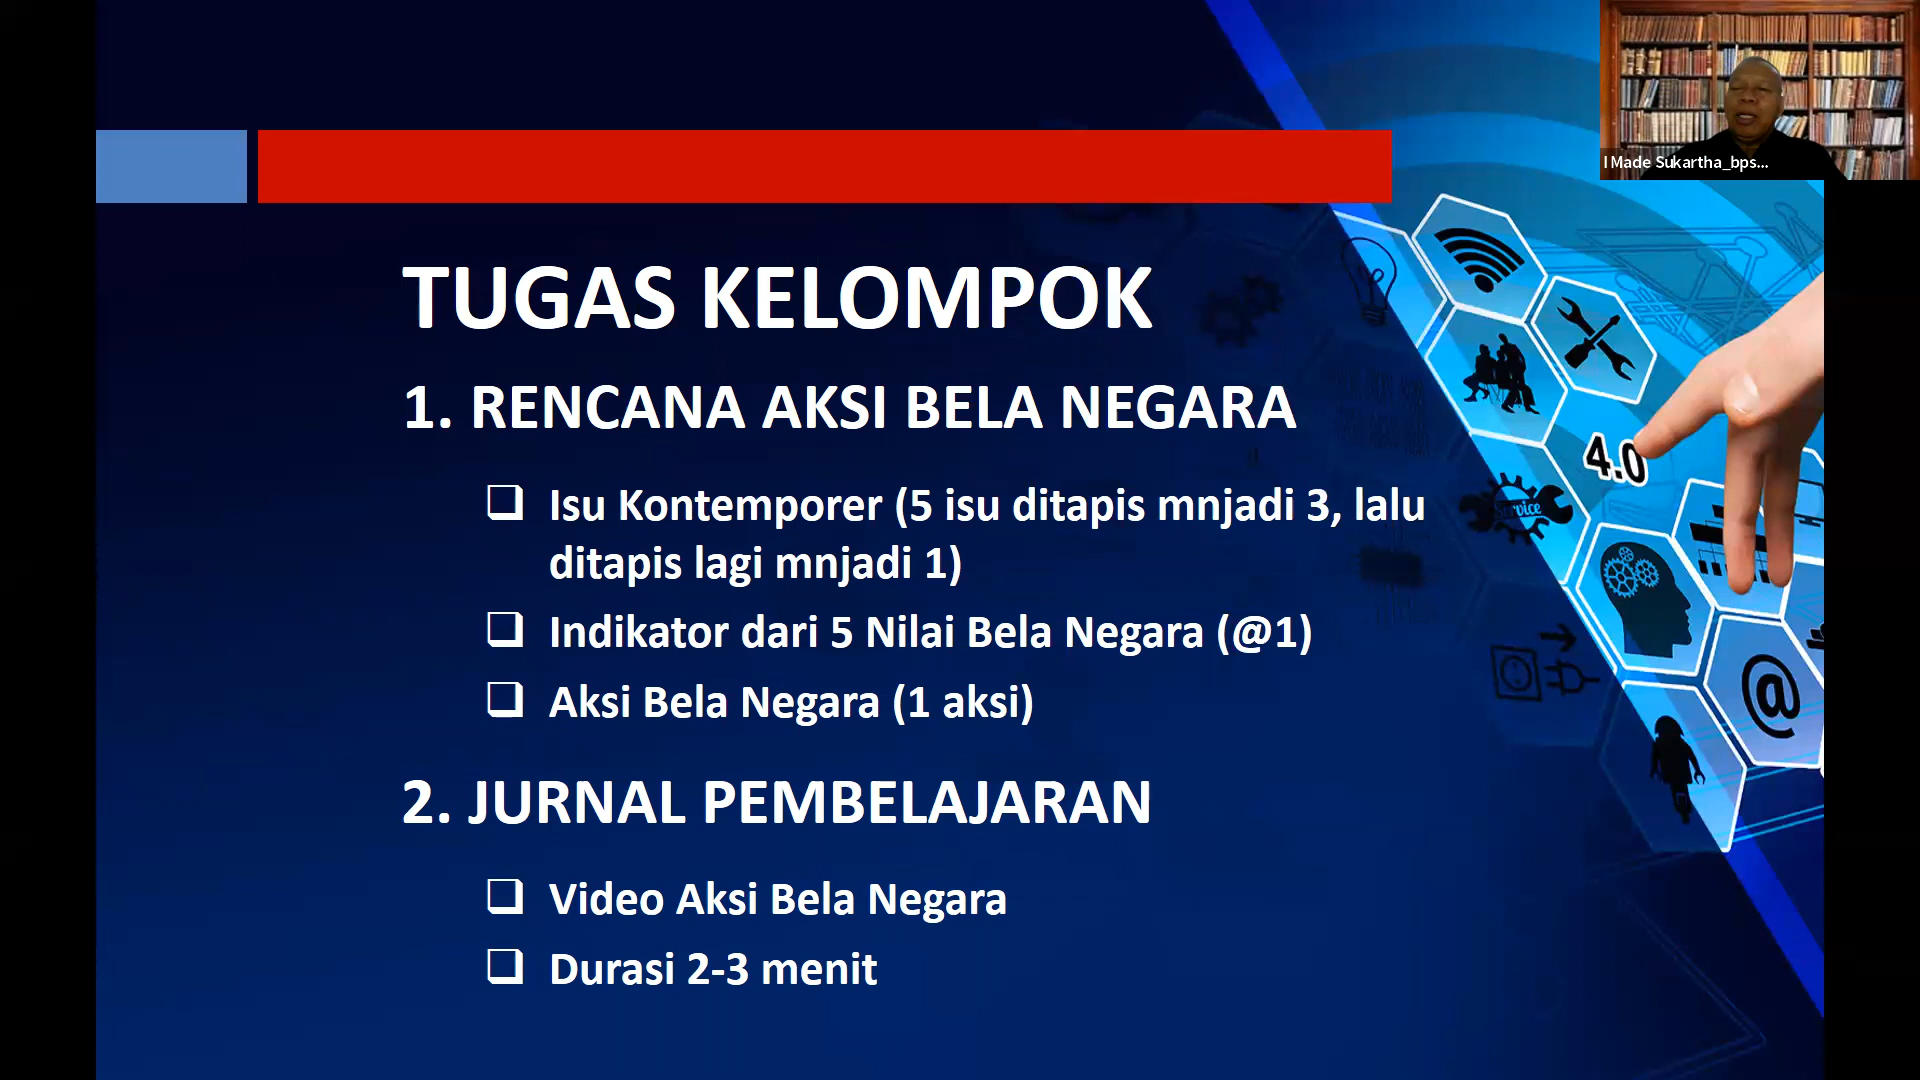 I Made Sukartha_bps...
TUGAS KELOMPOK
1. RENCANA AKSI BELA NEGARA
Isu Kontemporer (5 isu ditapis mnjadi 3, lalu
ditapis lagi mnjadi 1)
Indikator dari 5 Nilai Bela Negara (@1)
Aksi Bela Negara (1 aksi)
2. JURNAL PEMBELAJARAN
Video Aksi Bela Negara
Durasi 2-3 menit
4.0
Service
@